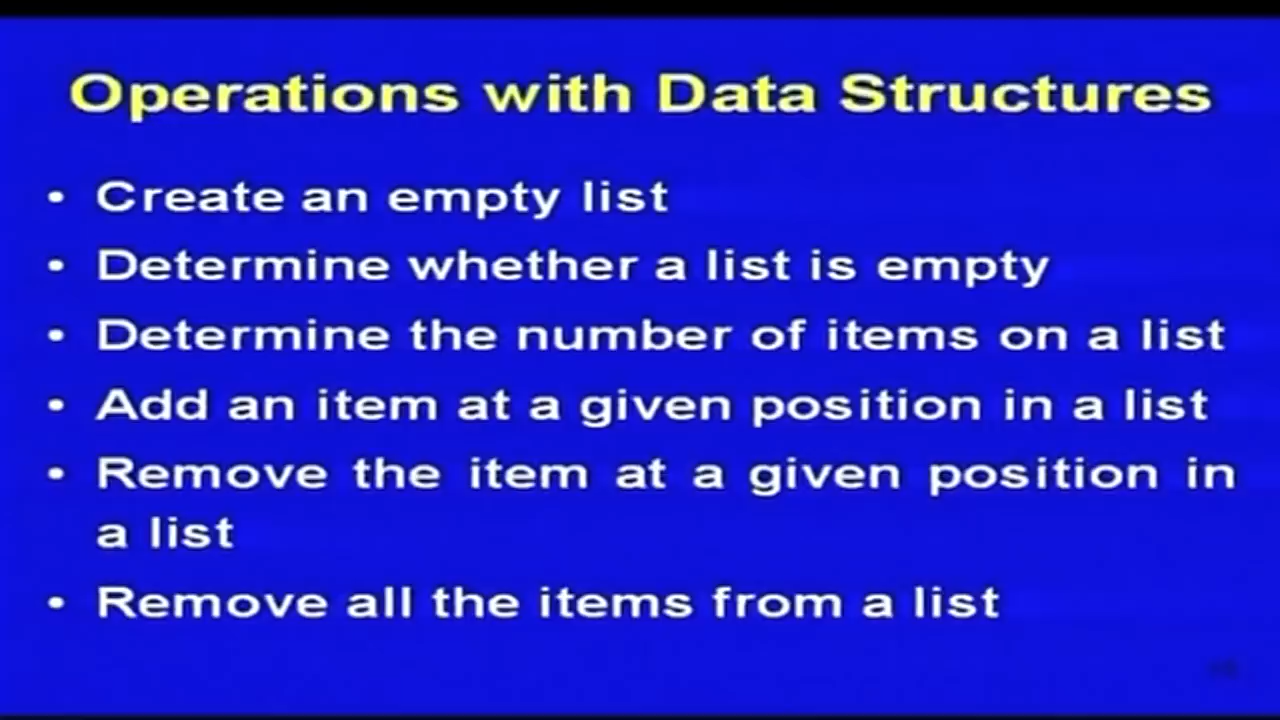 Operations with Data Structures
• Create an empty list
• Determine whether a list is empty
• Determine the number of items on a list
• Add an item at a given position in a list
• Remove the item at a given position in
a list
• Remove all the items from a list